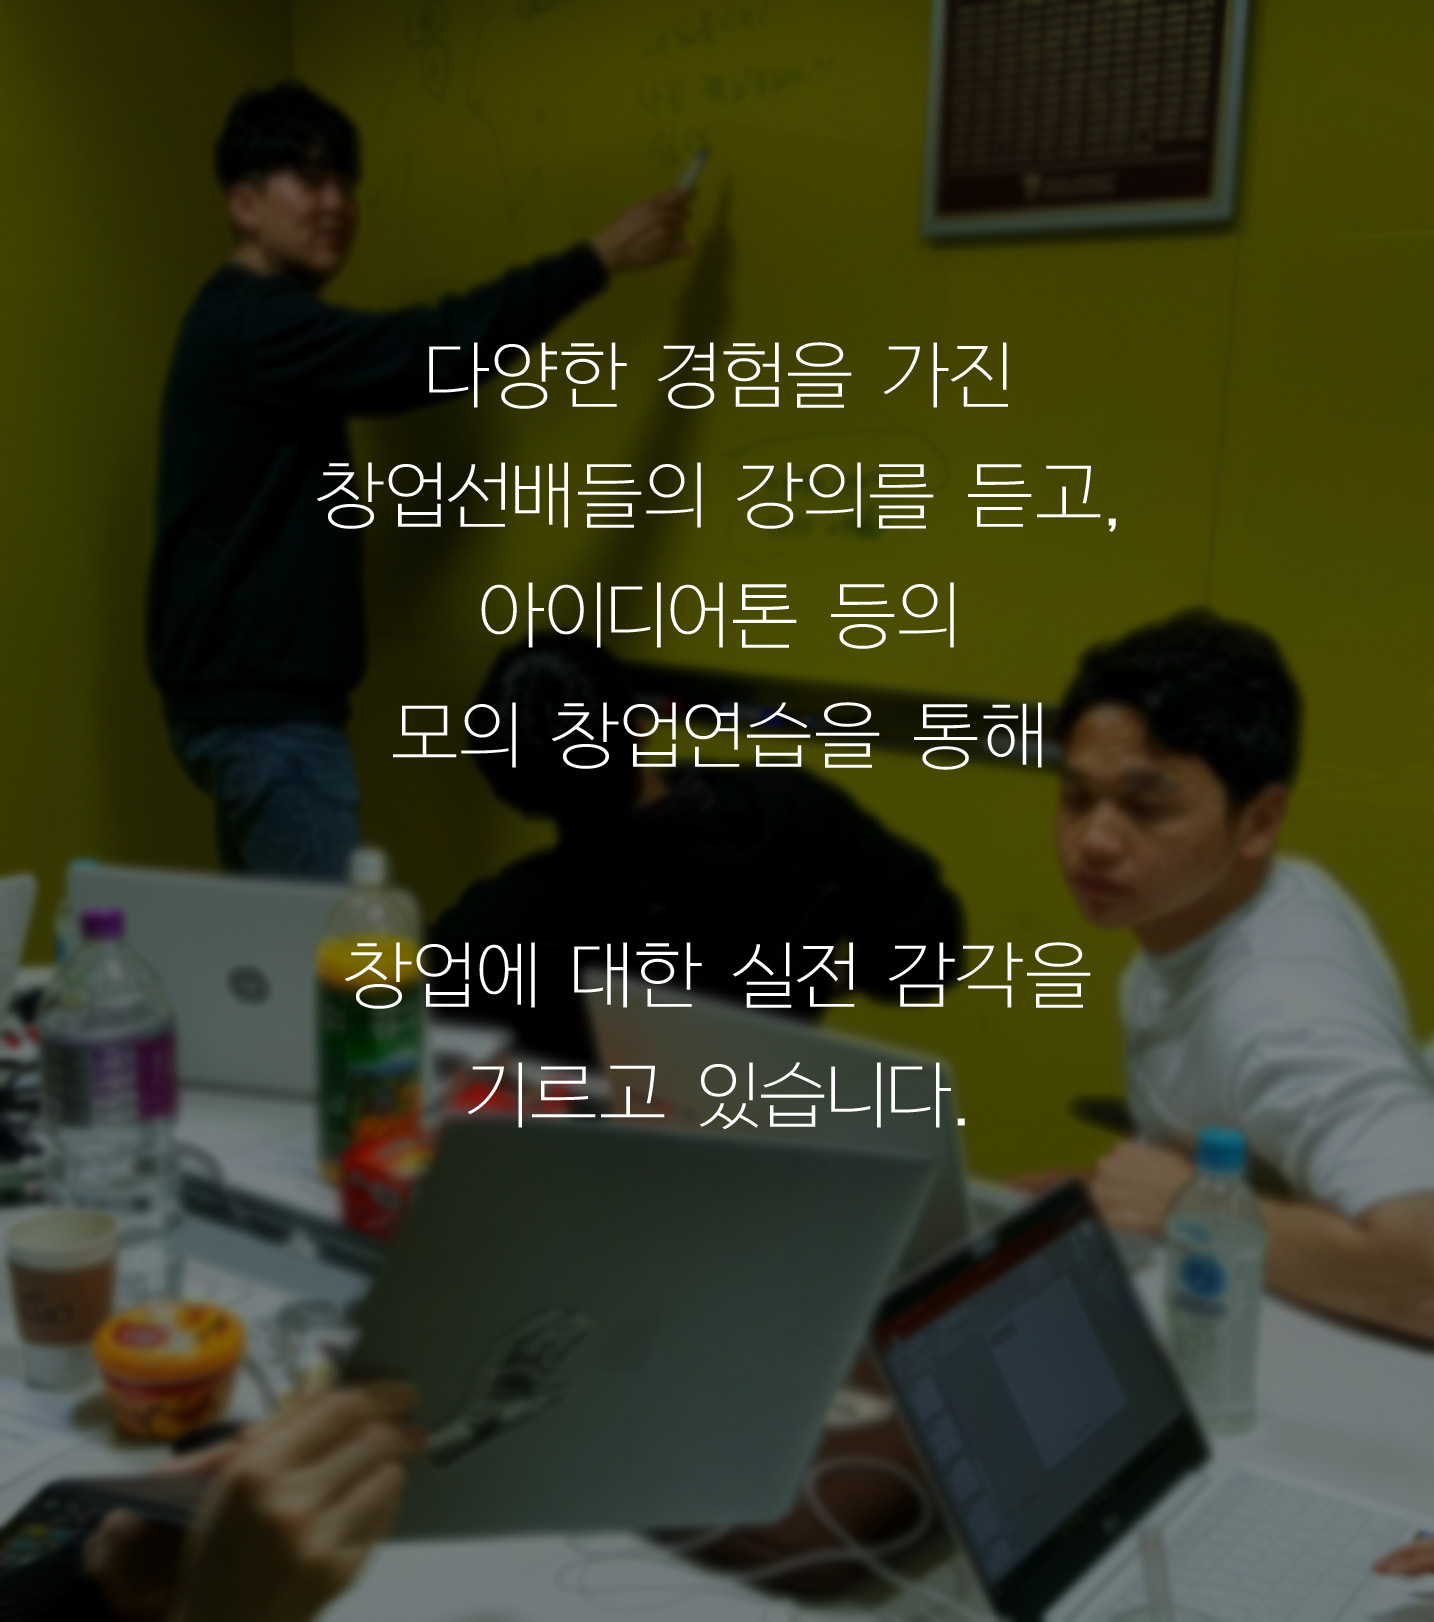 다양한 경험을 가진
창업선배들의 강의를 듣고,
아이디어톤 등의
모의 창업연습을 통해
창업에 대한 실전 감각을
기르고 있습니다.